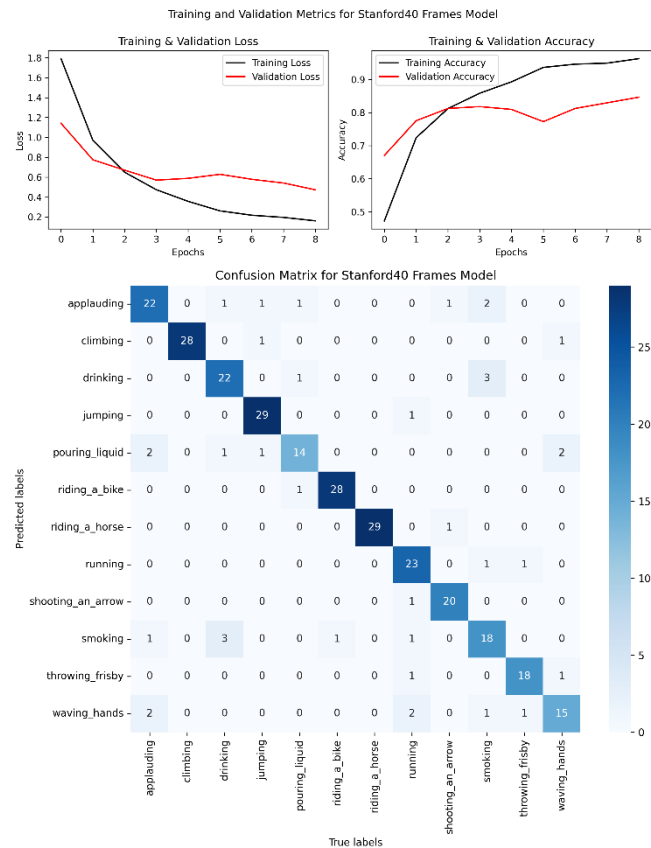 Training and Validation Metrics for Stanford40 Frames Model
Training & Validation Loss
Training & Validation Accuracy
Training Loss
Validation Loss
Training Accuracy
Validation Accuracy
1.8
1.6
1.4
1.2
1.0
0.8
0.6
0.4
0.2
Loss
0 1 2 3 4 5 6 7 8
Epochs
0.9
0.8
0.7
0.6
0.5
Accuracy
0 1 2 3 4 5 6 7 8
Epochs
Confusion Matrix for Stanford40 Frames Model
Predicted labels
applauding 22 0 1 1 1 0 0 0 1 2 0 0
climbing 0 28 0 1 0 0 0 0 0 0 0 1
drinking 0 0 22 0 1 0 0 0 0 3 0 0
jumping 0 0 0 29 0 0 0 1 0 0 0 0
pouring_liquid 2 0 1 1 14 0 0 0 0 0 0 2
riding_a_bike 0 0 0 0 1 28 0 0 0 0 0 0
riding_a_horse 0 0 0 0 0 0 29 0 1 0 0 0
running 0 0 0 0 0 0 0 23 0 1 1 0
shooting_an_arrow 0 0 0 0 0 0 0 1 20 0 0 0
smoking 1 0 3 0 0 1 0 1 0 18 0 0
throwing_frisby 0 0 0 0 0 0 0 1 0 0 18 1
waving_hands 2 0 0 0 0 0 0 2 0 1 1 15
applauding
climbing
drinking
jumping
pouring_liquid
riding_a_bike
riding_a_horse
running
shooting_an_arrow
smoking
throwing_frisby
waving_hands
True labels
25
20
15
10
5
0